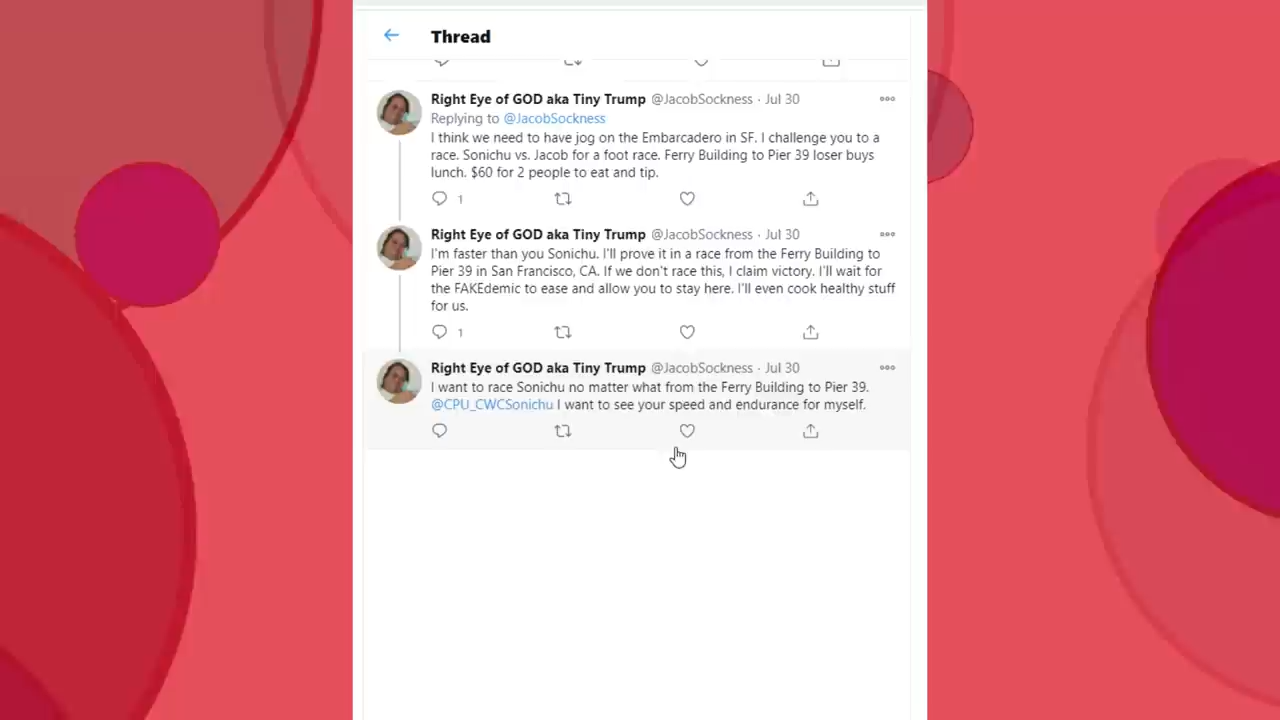 Thread
Right Eye of GOD aka Tiny Trump @JacobSockness · Jul 30
Replying to @JacobSockness
I think we need to have jog on the Embarcadero in SF. I challenge you to a
race. Sonichu vs. Jacob for a foot race. Ferry Building to Pier 39 loser buys
lunch. $60 for 2 people to eat and tip.
1
Right Eye of GOD aka Tiny Trump @JacobSockness · Jul 30
I'm faster than you Sonichu. I'll prove it in a race from the Ferry Building to
Pier 39 in San Francisco, CA. If we don't race this, I claim victory. I'll wait for
the FAKEdemic to ease and allow you to stay here. I'll even cook healthy stuff
for us.
1
Right Eye of GOD aka Tiny Trump @JacobSockness · Jul 30
I want to race Sonichu no matter what from the Ferry Building to Pier 39.
@CPU_CWCSonichu I want to see your speed and endurance for myself.